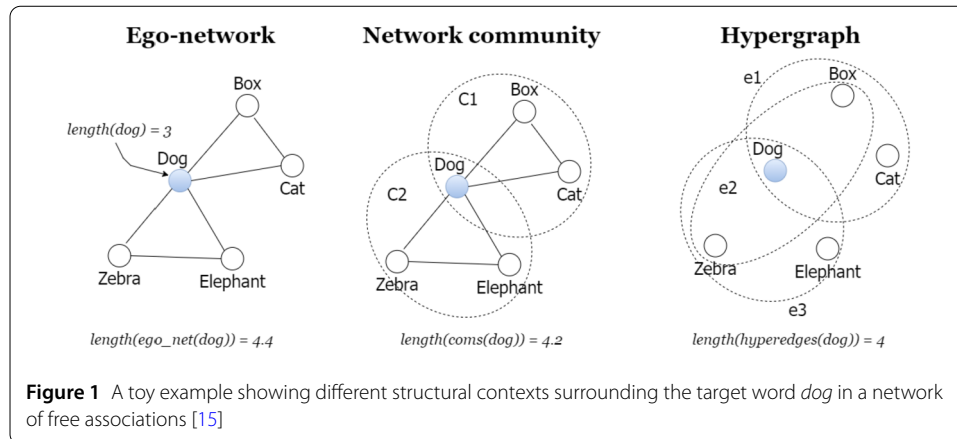 Ego-network
Network community
Hypergraph
Box
length(dog) = 3
Dog
Cat
Zebra
Elephant
length(ego_net(dog)) = 4.4
C1
Box
Dog
Cat
C2
Zebra
Elephant
length(coms(dog)) = 4.2
e1
Box
Dog
Cat
e2
Zebra
Elephant
e3
length(hyperedges(dog)) = 4
Figure 1 A toy example showing different structural contexts surrounding the target word dog in a network
of free associations [15]